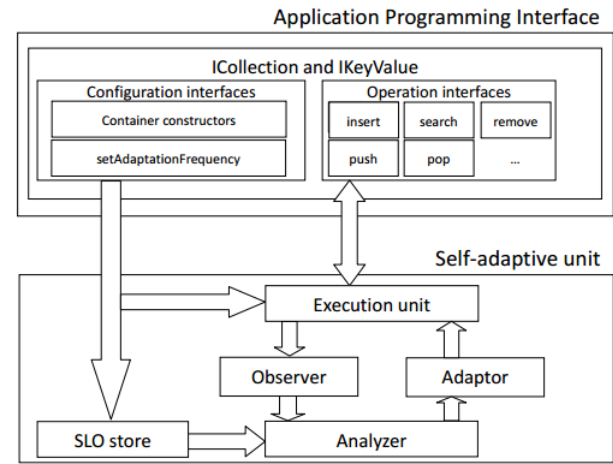 Application Programming Interface
ICollection and IKeyValue
Configuration interfaces
Container constructors
setAdaptationFrequency
Operation interfaces
insert search remove
push pop ...
Self-adaptive unit
Execution unit
Observer Adaptor
SLO store Analyzer